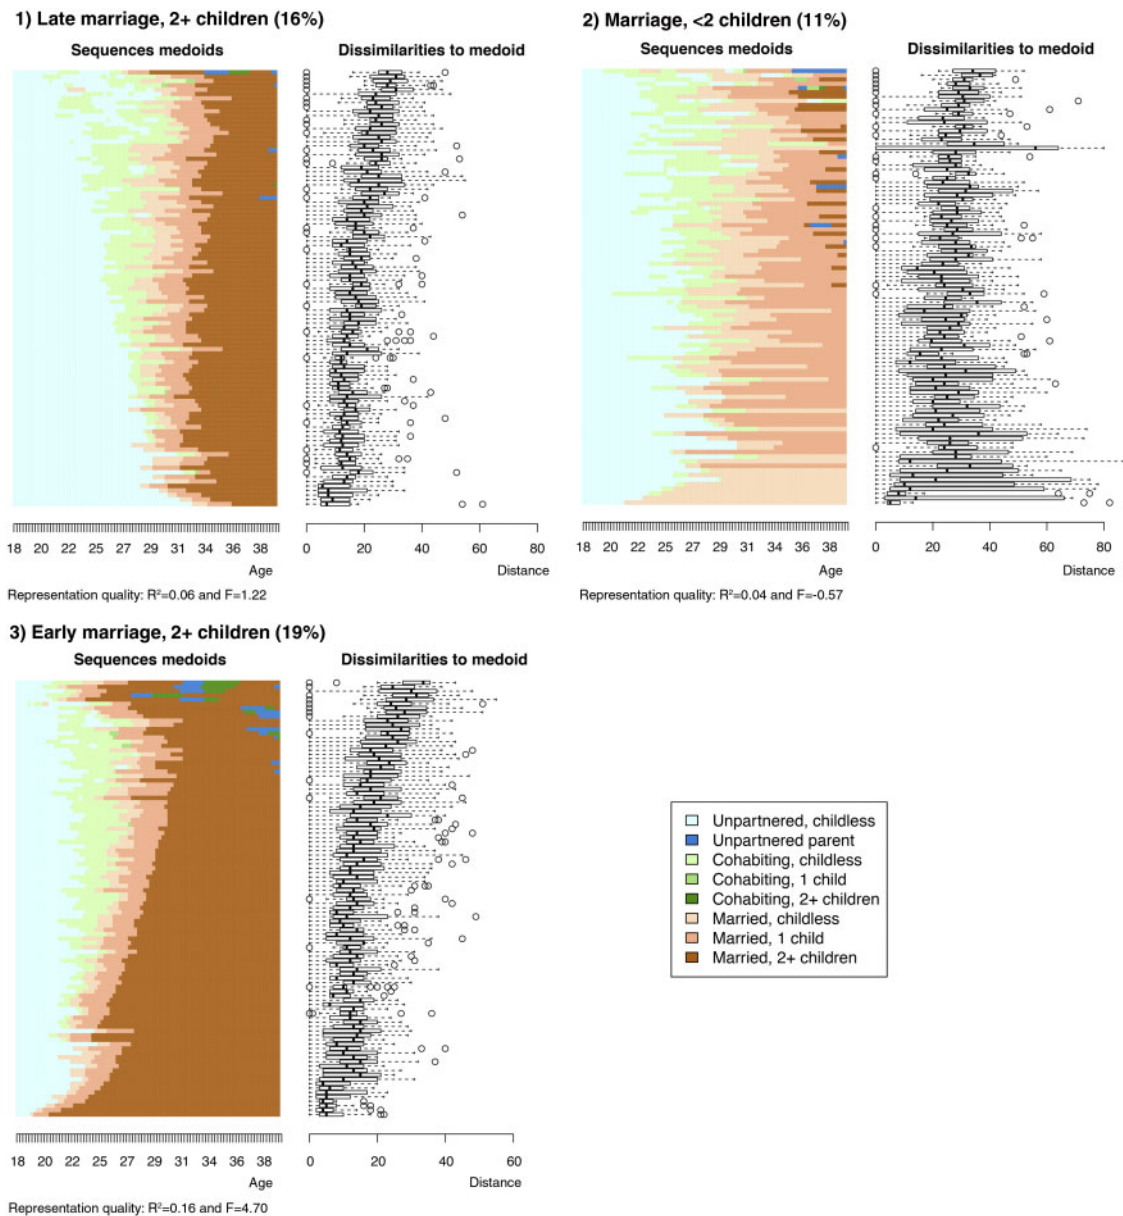 1) Late marriage, 2+ children (16%)
Sequences medoids
Dissimilarities to medoid
18 20 22 25 27 29 31 34 36 38
Age
0 20 40 60 80
Distance
Representation quality: R²=0.06 and F=1.22
2) Marriage, <2 children (11%)
Sequences medoids
Dissimilarities to medoid
18 20 22 25 27 29 31 34 36 38
Age
0 20 40 60 80
Distance
Representation quality: R²=0.04 and F=-0.57
3) Early marriage, 2+ children (19%)
Sequences medoids
Dissimilarities to medoid
18 20 22 25 27 29 31 34 36 38
Age
0 20 40 60
Distance
Representation quality: R²=0.16 and F=4.70
Unpartnered, childless
Unpartnered parent
Cohabiting, childless
Cohabiting, 1 child
Cohabiting, 2+ children
Married, childless
Married, 1 child
Married, 2+ children